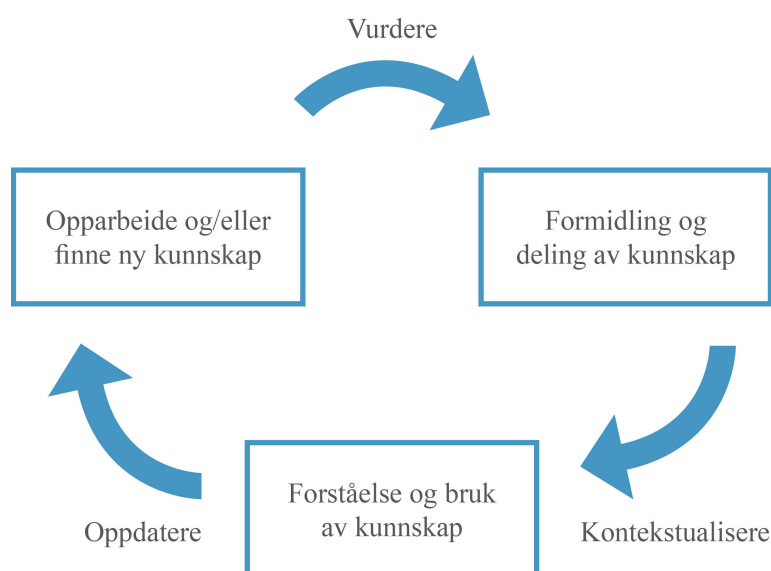 Vurdere
Opparbeide og/eller
finne ny kunnskap
Formidling og
deling av kunnskap
Forståelse og bruk
av kunnskap
Oppdatere
Kontekstualisere